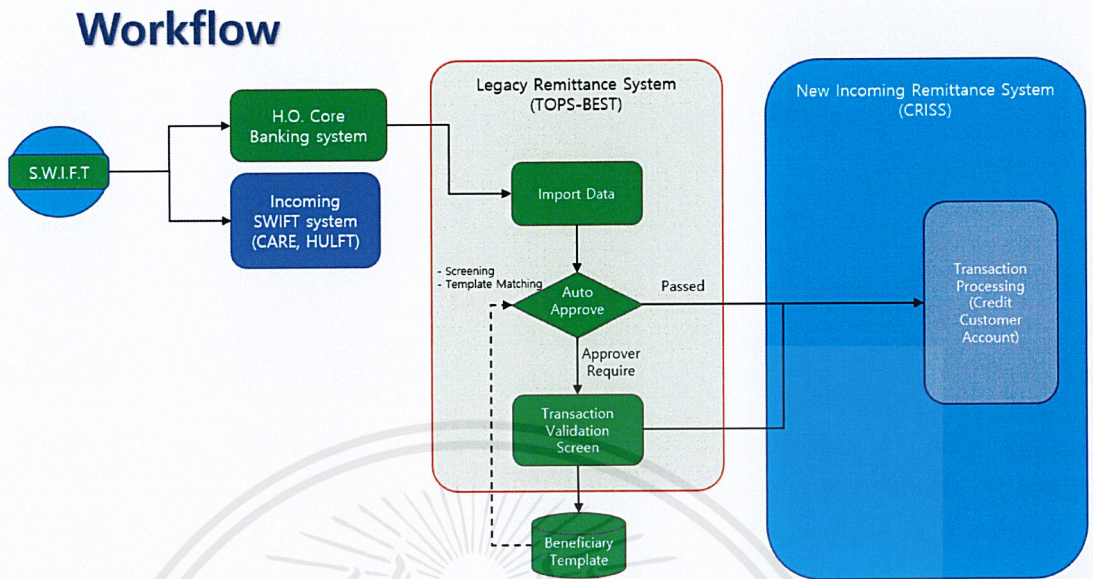 Workflow
S.W.I.F.T
H.O. Core
Banking system
Incoming
SWIFT system
(CARE, HULFT)
Legacy Remittance System
(TOPS-BEST)
Import Data
- Screening
- Template Matching
Auto
Approve
Passed
Approver
Require
Transaction
Validation
Screen
Beneficiary
Template
New Incoming Remittance System
(CRISS)
Transaction
Processing
(Credit
Customer
Account)